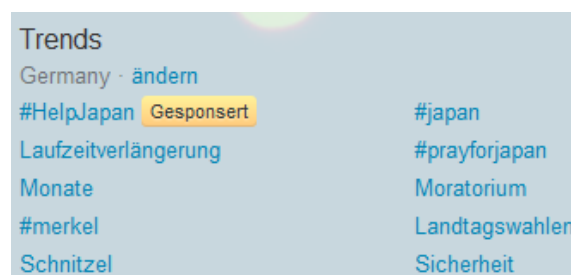 Trends
Germany · ändern
#HelpJapan Gesponsert
Laufzeitverlängerung
Monate
#merkel
Schnitzel
#japan
#prayforjapan
Moratorium
Landtagswahlen
Sicherheit